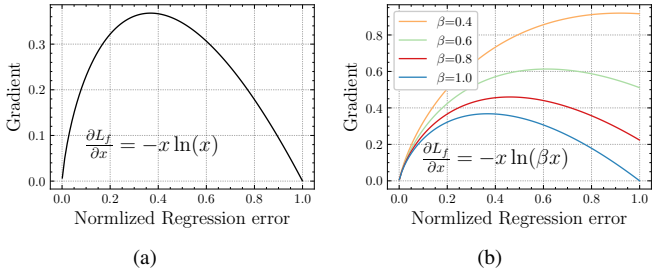 0.3
0.2
0.1
0.0
Gradient
∂L_f/∂x = −x ln(x)
0.0 0.2 0.4 0.6 0.8 1.0
Normlized Regression error
(a)
β=0.4
β=0.6
β=0.8
β=1.0
0.8
0.6
0.4
0.2
0.0
Gradient
∂L_f/∂x = −x ln(βx)
0.0 0.2 0.4 0.6 0.8 1.0
Normlized Regression error
(b)